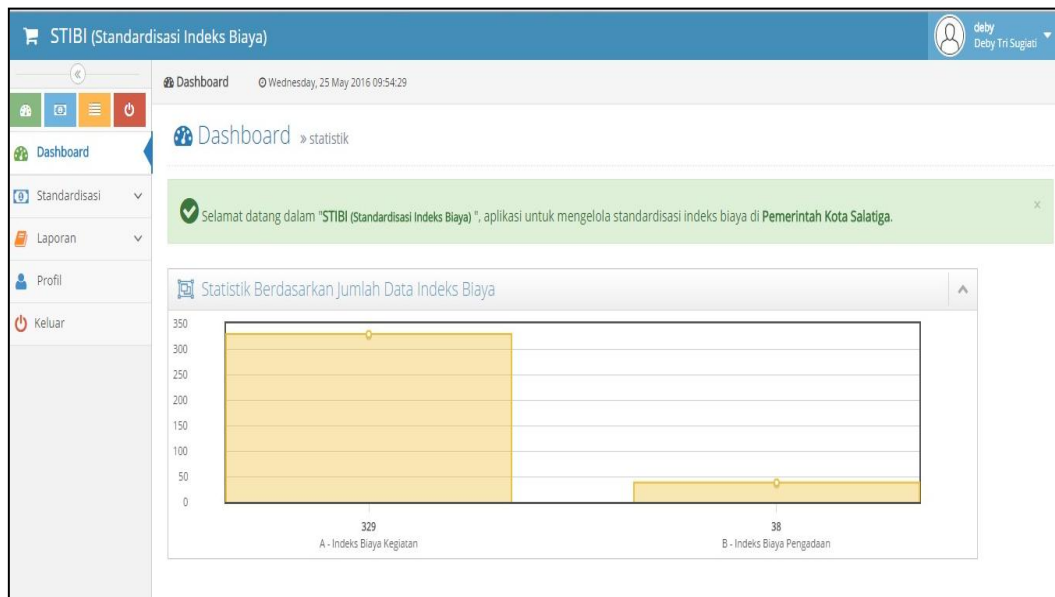 STIBI (Standardisasi Indeks Biaya)
deby
Deby Tri Sugiati
Dashboard
Wednesday, 25 May 2016 09:54:29
Dashboard
Standardisasi
Laporan
Profil
Keluar
Dashboard » statistik
Selamat datang dalam "STIBI (Standardisasi Indeks Biaya) ", aplikasi untuk mengelola standardisasi indeks biaya di Pemerintah Kota Salatiga.
x
Statistik Berdasarkan Jumlah Data Indeks Biaya
350
300
250
200
150
100
50
0
329
A - Indeks Biaya Kegiatan
38
B - Indeks Biaya Pengadaan